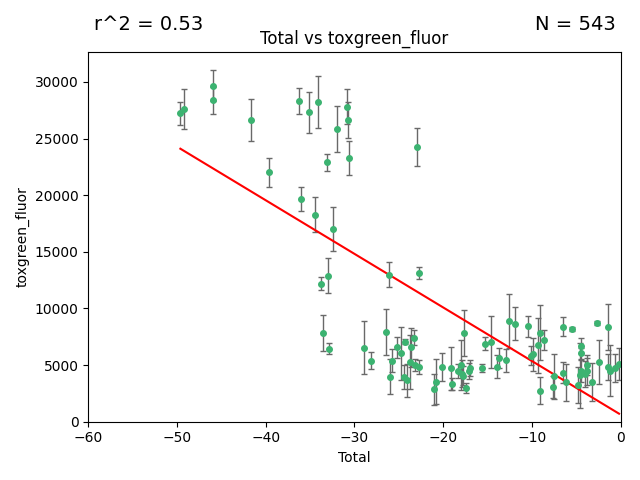 r^2 = 0.53
N = 543
Total vs toxgreen_fluor
30000
25000
20000
15000
10000
5000
0
toxgreen_fluor
−60
−50
−40
−30
−20
−10
0
Total